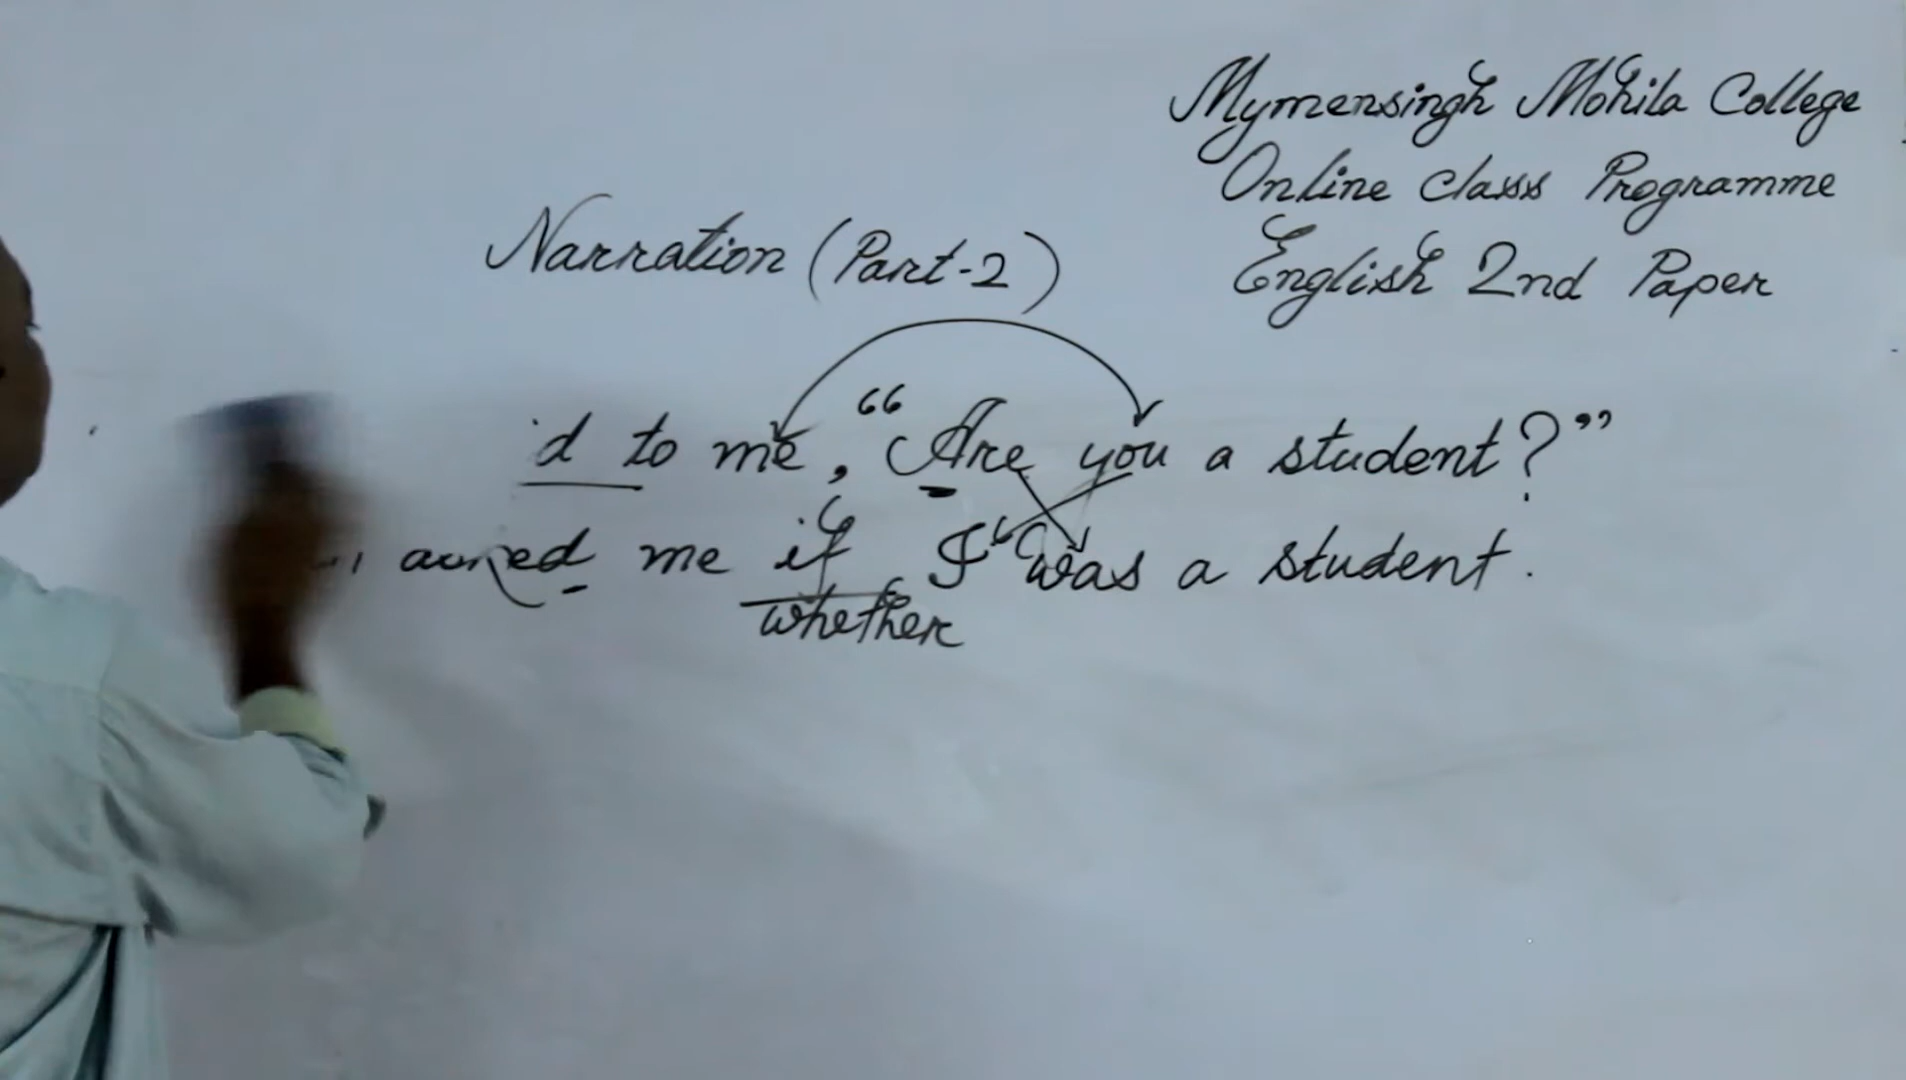 Mymensingh Mohila College
Online Class Programme
English 2nd Paper
Narration (Part-2)
d to me, “Are you a student?”
me if I was a student.
whether